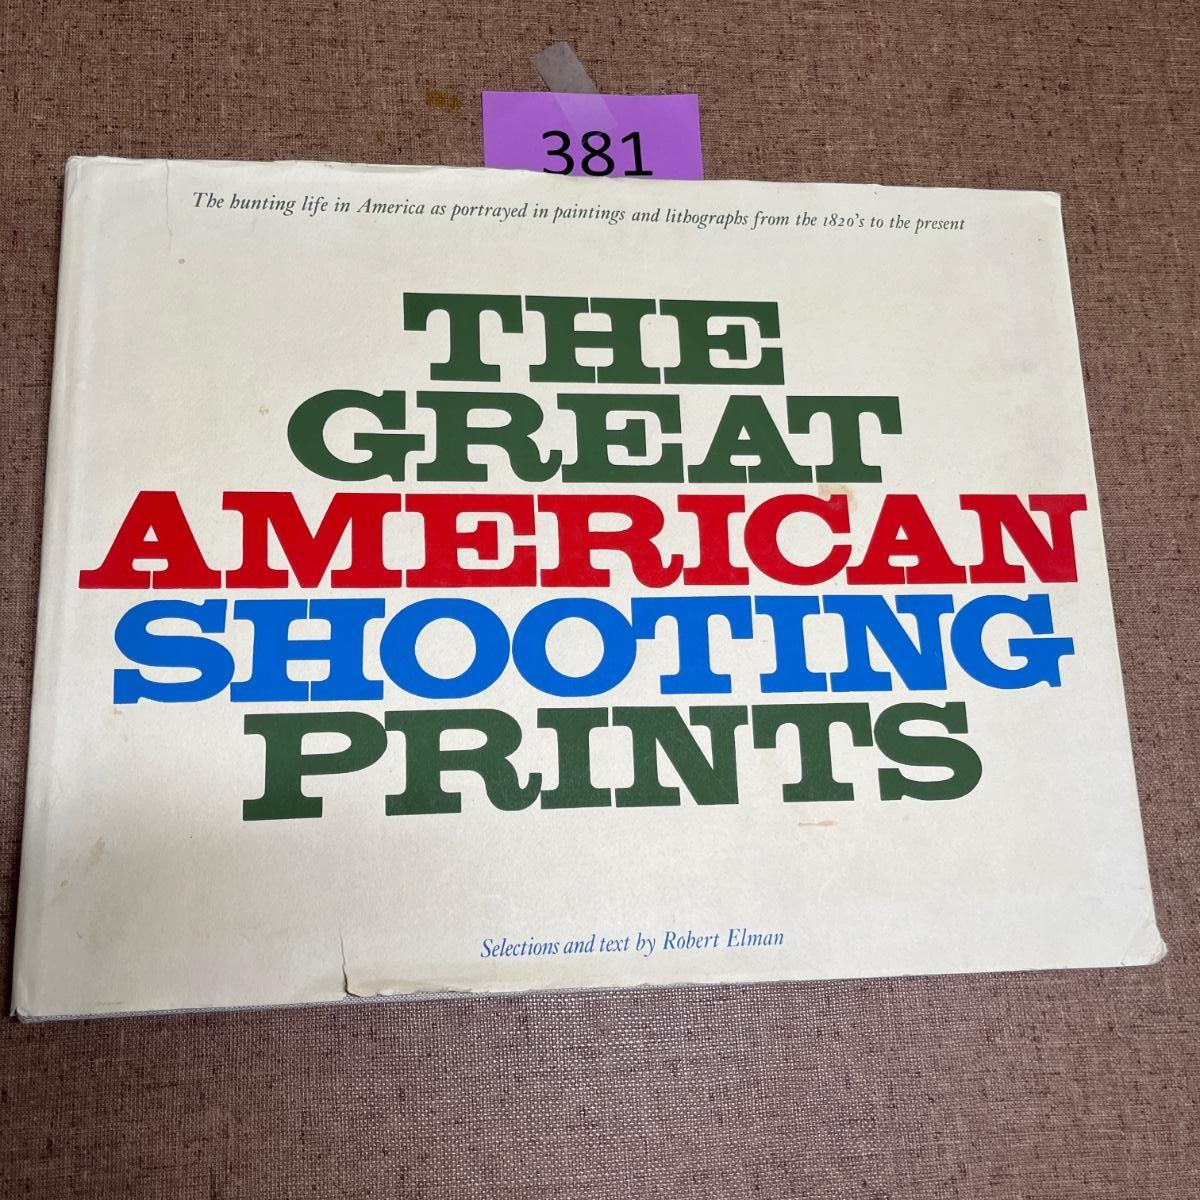 381
The hunting life in America as portrayed in paintings and lithographs from the 1820's to the present
THE
GREAT
AMERICAN
SHOOTING
PRINTS
Selections and text by Robert Elman